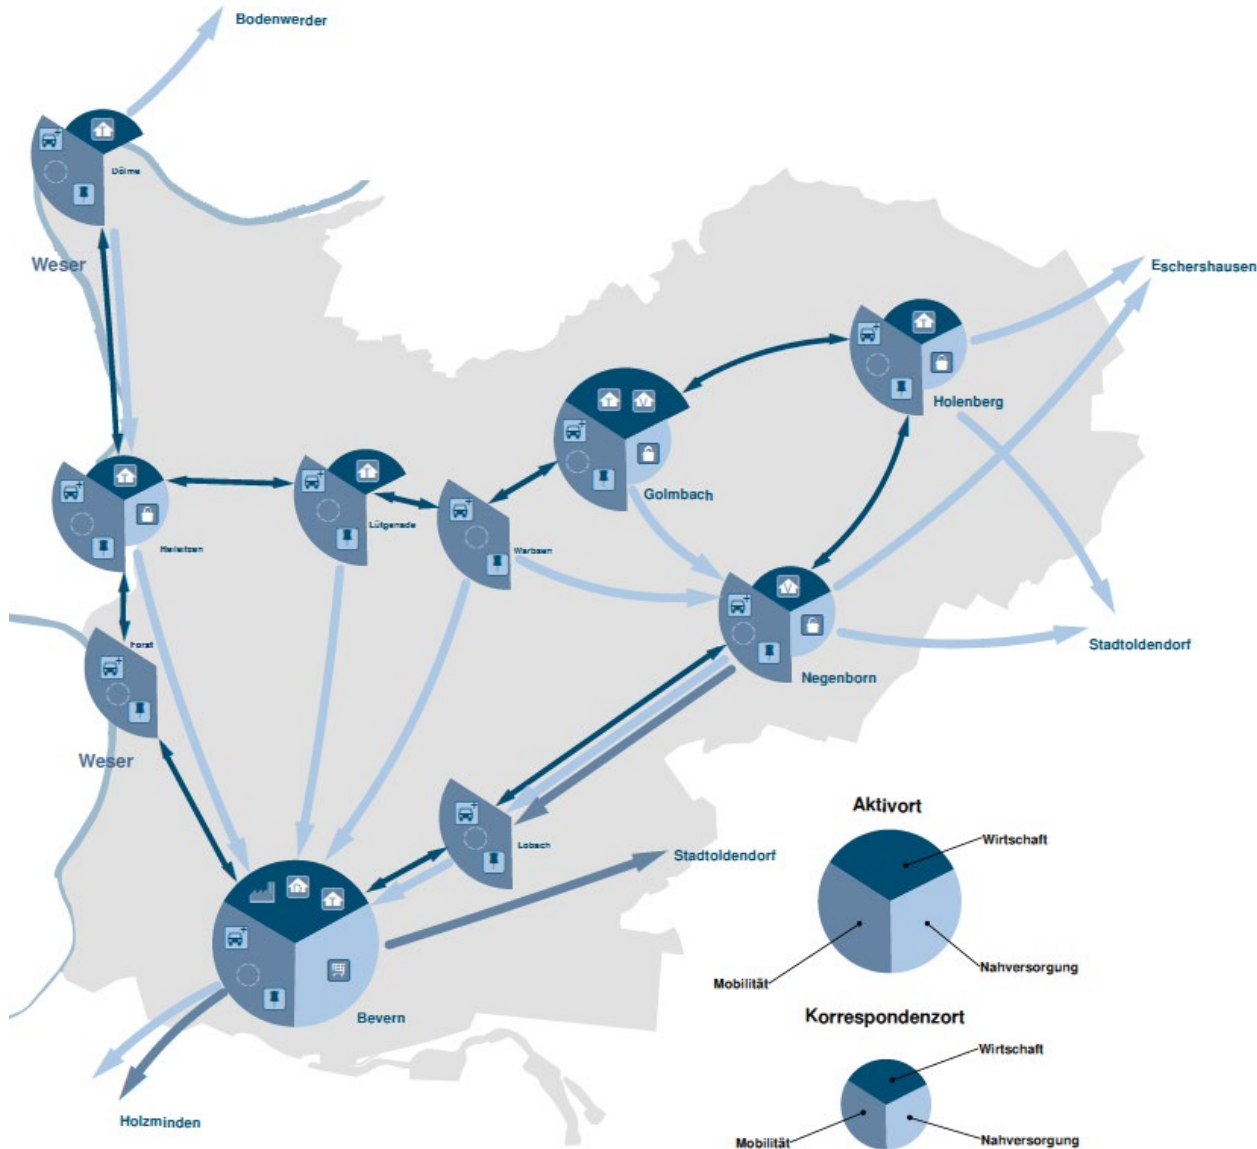 Bodenwerder
Dölme
Weser
Eschershausen
Holenberg
Golmbach
Lütgenade
Warbsen
Heinsen
Forst
Stadtoldendorf
Negenborn
Weser
Aktivort
Wirtschaft
Lobach
Stadtoldendorf
Mobilität
Nahversorgung
Bevern
Korrespondenzort
Wirtschaft
Holzminden
Mobilität
Nahversorgung